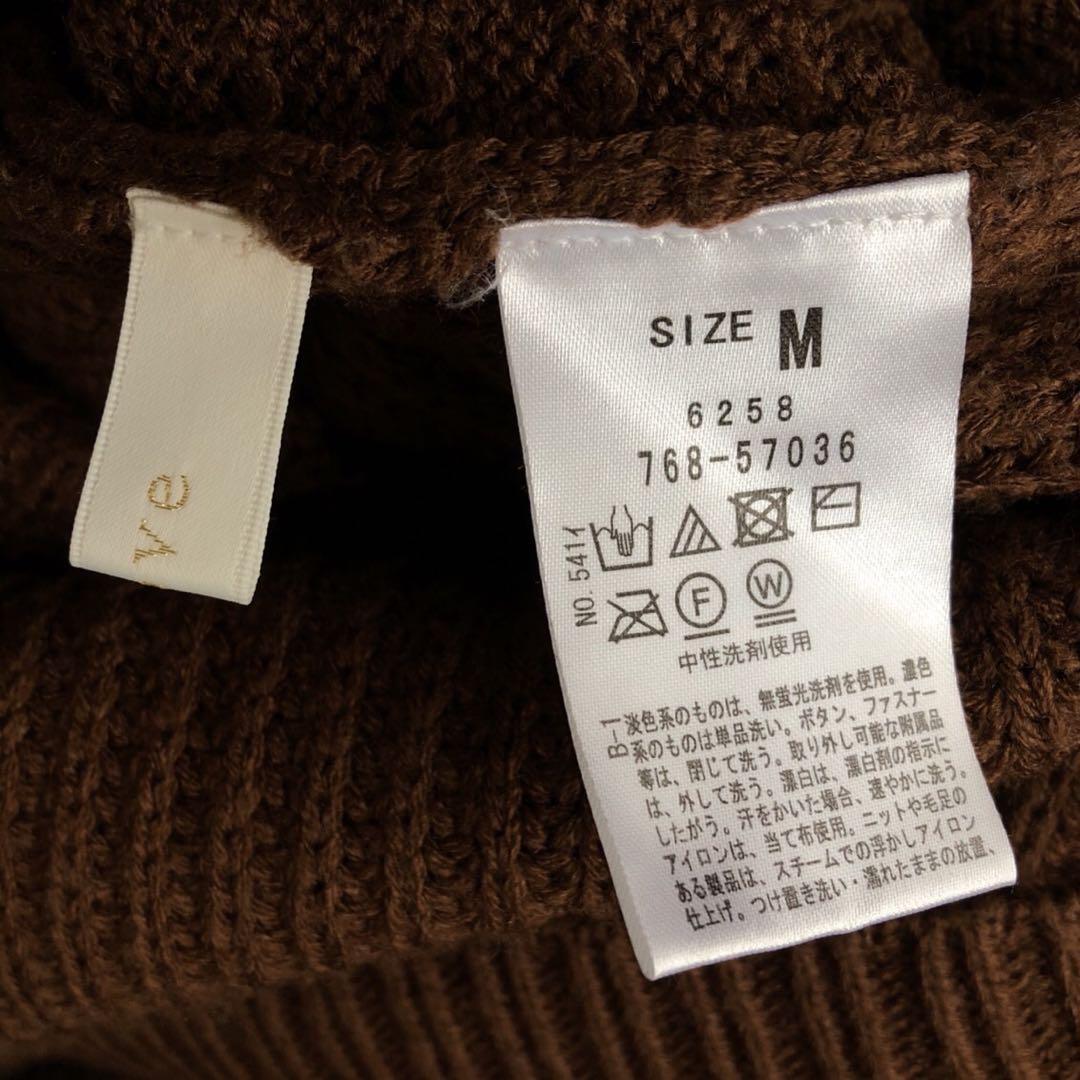 ve
SIZE M
6258
768-57036
NO. 541イ
F
W
中性洗剤使用
B-1
淡色系のものは、無蛍光洗剤を使用。濃色
系のものは単品洗い。ボタン、ファスナー
等は、閉じて洗う。取り外し可能な附属品
は、外して洗う。漂白は、漂白剤の指示に
したがう。汗をかいた場合、速やかに洗う。
アイロンは、当て布使用。ニットや毛足の
ある製品は、スチームでの浮かしアイロン
仕上げ。つけ置き洗い・濡れたままの放置、